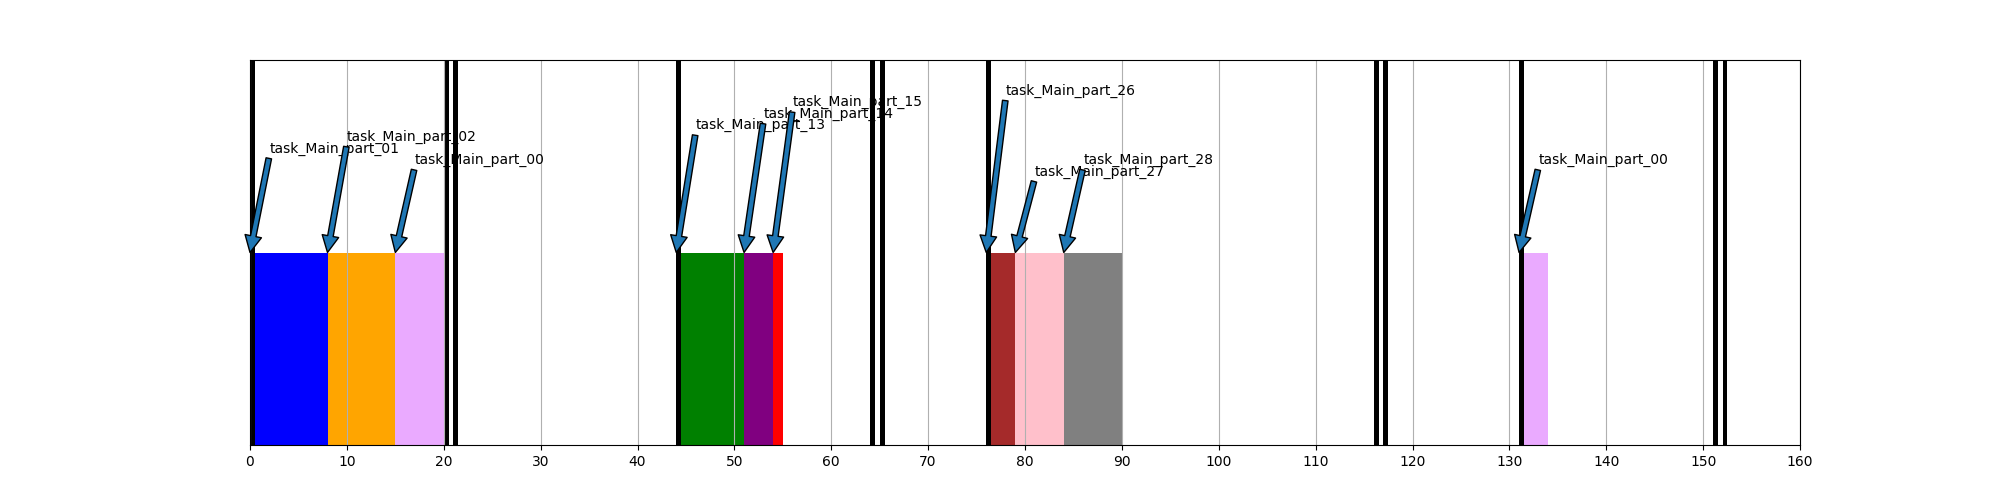 task_Main_part_26
task_Main_part_15
task_Main_part_14
task_Main_part_13
task_Main_part_02
task_Main_part_01
task_Main_part_00
task_Main_part_28
task_Main_part_27
task_Main_part_00
0 10 20 30 40 50 60 70 80 90 100 110 120 130 140 150 160